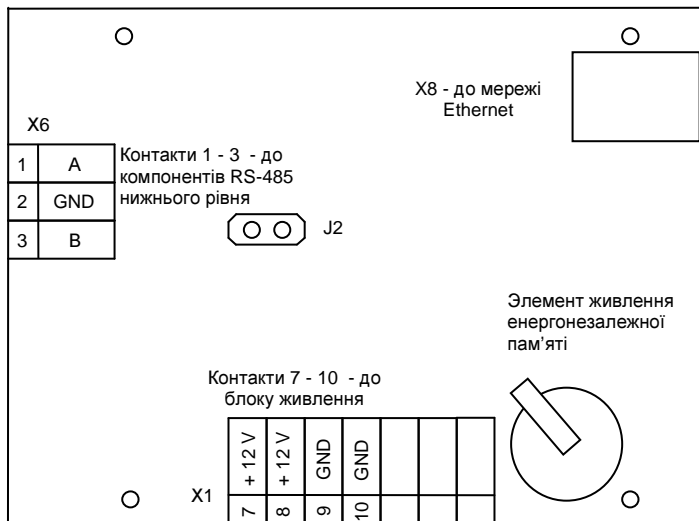 X8 - до мережі
Ethernet
X6
1 A
2 GND
3 B
Контакти 1 - 3 - до
компонентів RS-485
нижнього рівня
J2
Элемент живлення
енергонезалежної
пам'яті
Контакти 7 - 10 - до
блоку живлення
+ 12 V
+ 12 V
GND
GND
X1
7
8
9
10